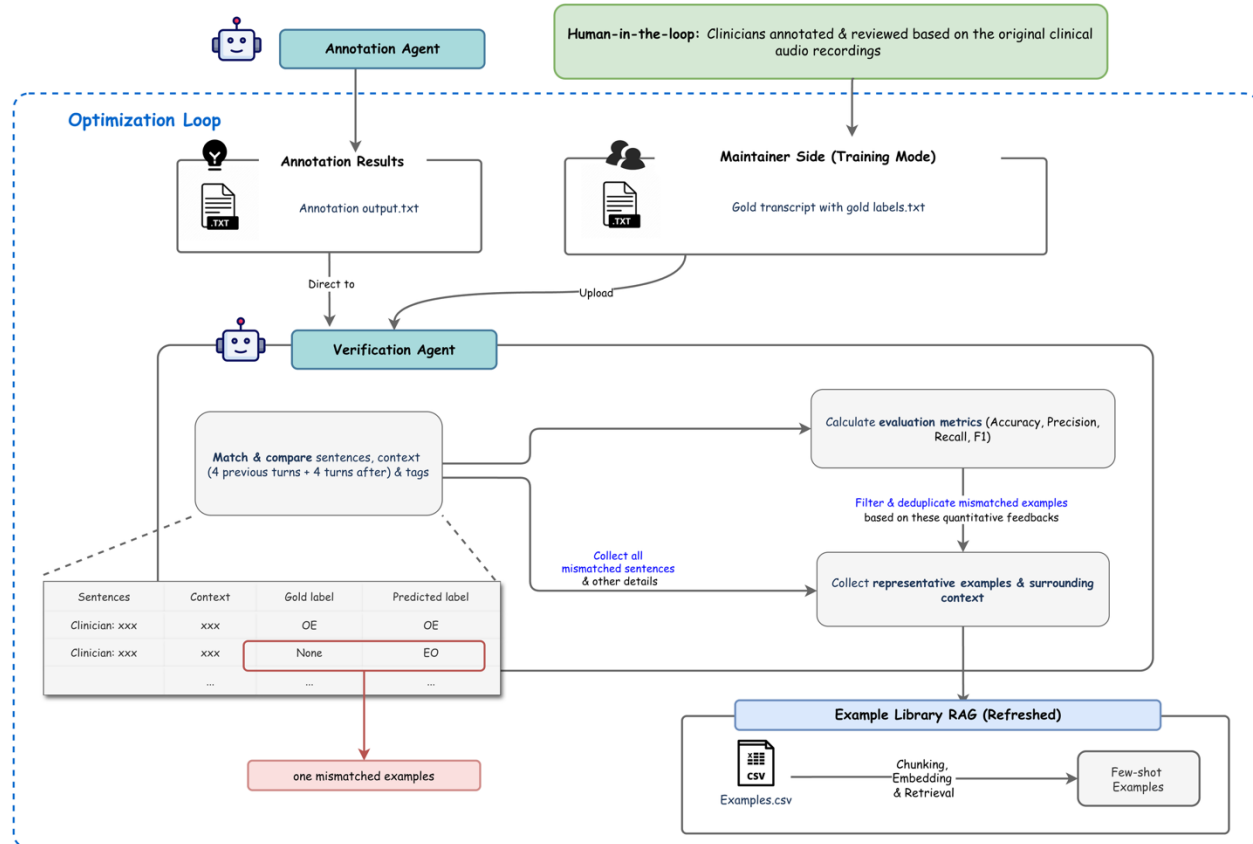 Annotation Agent
Human-in-the-loop: Clinicians annotated & reviewed based on the original clinical
audio recordings
Optimization Loop
Annotation Results
.TXT
Annotation output.txt
Maintainer Side (Training Mode)
.TXT
Gold transcript with gold labels.txt
Direct to
Upload
Verification Agent
Match & compare sentences, context
(4 previous turns + 4 turns after) & tags
Calculate evaluation metrics (Accuracy, Precision,
Recall, F1)
Filter & deduplicate mismatched examples
based on these quantitative feedbacks
Collect all
mismatched sentences
& other details
Collect representative examples & surrounding
context
Sentences Context Gold label Predicted label
Clinician: xxx xxx OE OE
Clinician: xxx xxx None EO
... ... ...
one mismatched examples
Example Library RAG (Refreshed)
CSV
Examples.csv
Chunking,
Embedding
& Retrieval
Few-shot
Examples